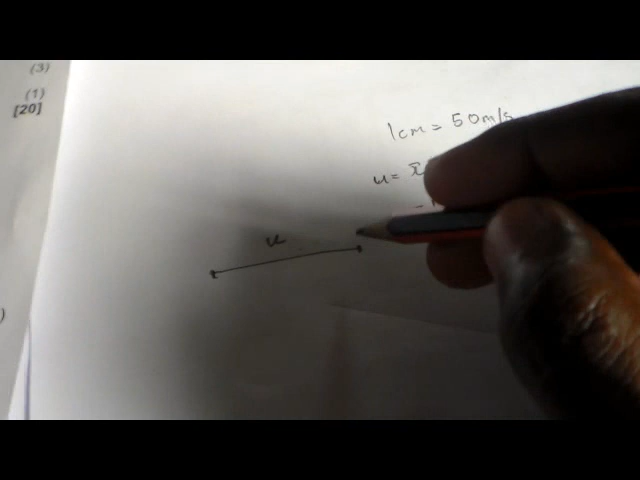 (3)
(1)
[20]
1cm = 50m/s
u =
u
)